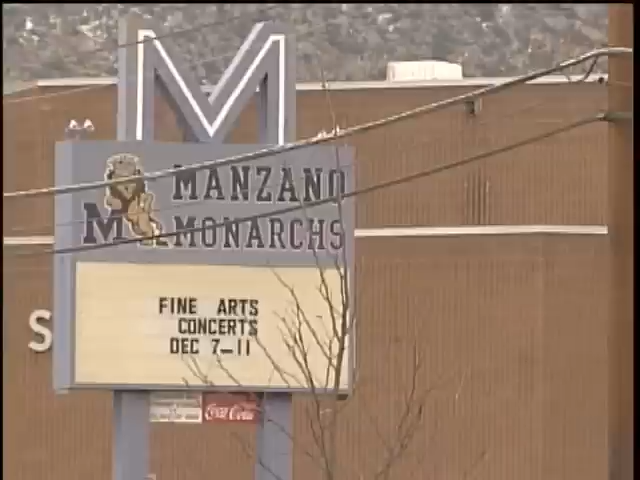 M
MANZANO
M MONARCHS
FINE ARTS
CONCERTS
DEC 7-11
S
Coca-Cola